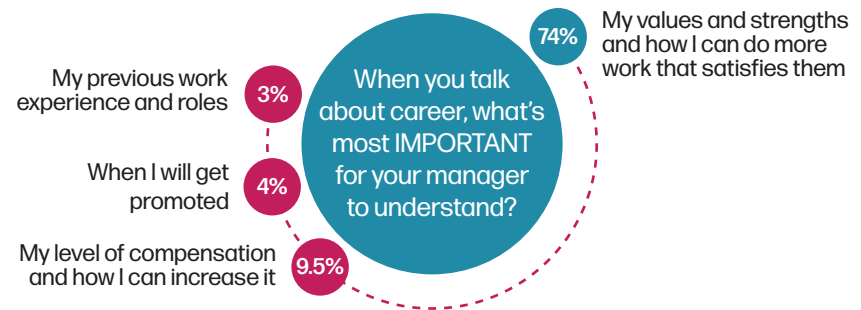 When you talk
about career, what's
most IMPORTANT
for your manager
to understand?
74%
My values and strengths
and how I can do more
work that satisfies them
My previous work
experience and roles
3%
When I will get
promoted
4%
My level of compensation
and how I can increase it
9.5%